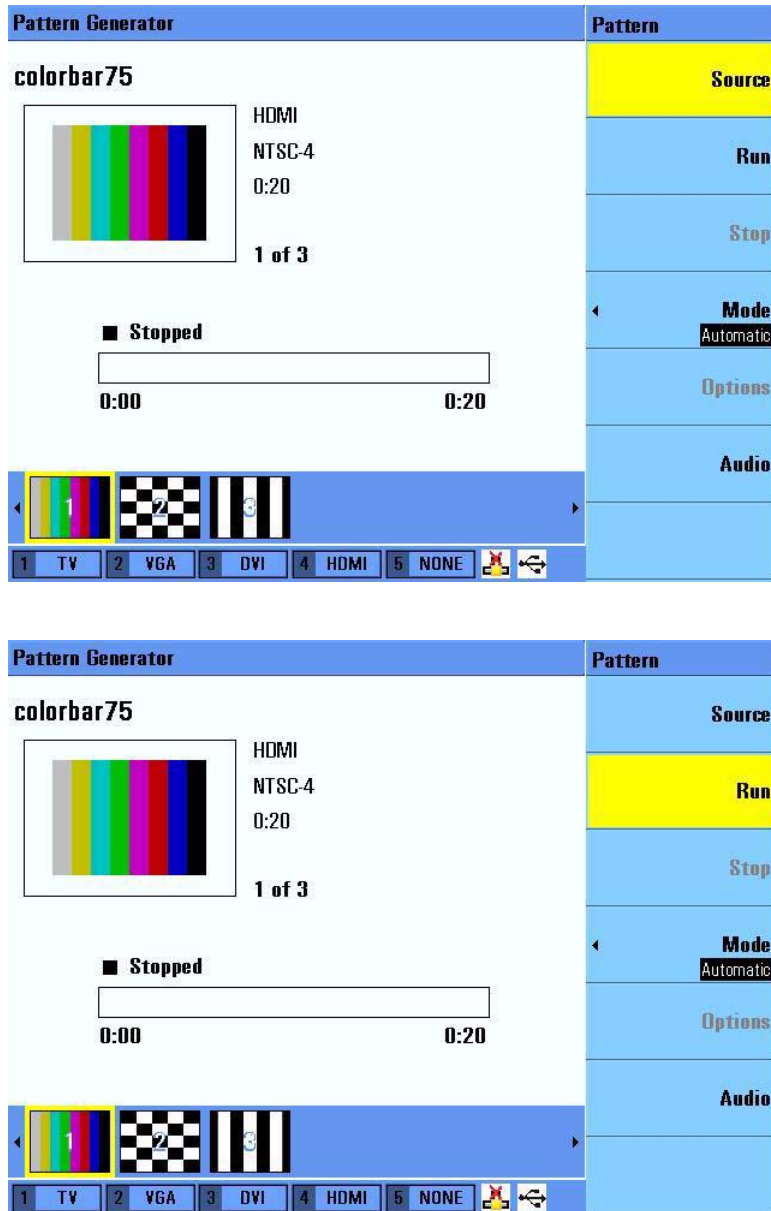 Pattern Generator
Pattern
colorbar75
HDMI
NTSC-4
0:20
1 of 3
Stopped
0:00 0:20
1 2 3
1 TV 2 VGA 3 DVI 4 HDMI 5 NONE
Source
Run
Stop
Mode
Automatic
Options
Audio
Pattern Generator
Pattern
colorbar75
HDMI
NTSC-4
0:20
1 of 3
Stopped
0:00 0:20
1 2 3
1 TV 2 VGA 3 DVI 4 HDMI 5 NONE
Source
Run
Stop
Mode
Automatic
Options
Audio